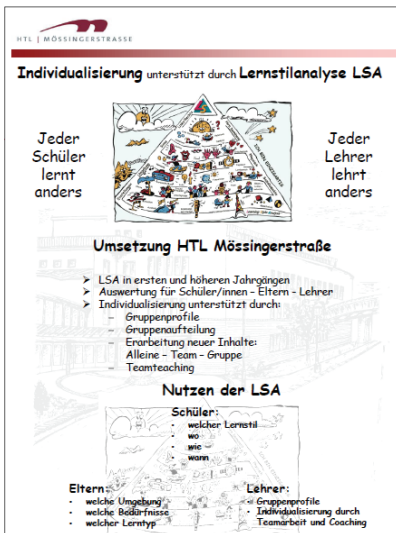 HTL | MÖSSINGERSTRASSE
Individualisierung unterstützt durch Lernstilanalyse LSA
Jeder
Schüler
lernt
anders
Jeder
Lehrer
lehrt
anders
Umsetzung HTL Mössingerstraße
➢ LSA in ersten und höheren Jahrgängen
➢ Auswertung für Schüler/innen – Eltern - Lehrer
➢ Individualisierung unterstützt durch:
– Gruppenprofile
– Gruppenaufteilung
– Erarbeitung neuer Inhalte:
Alleine – Team – Gruppe
– Teamteaching
Nutzen der LSA
Schüler:
• welcher Lernstil
• wo
• wie
• wann
Eltern:
• welche Umgebung
• welche Bedürfnisse
• welcher Lerntyp
Lehrer:
• Gruppenprofile
• Individualisierung durch
Teamarbeit und Coaching